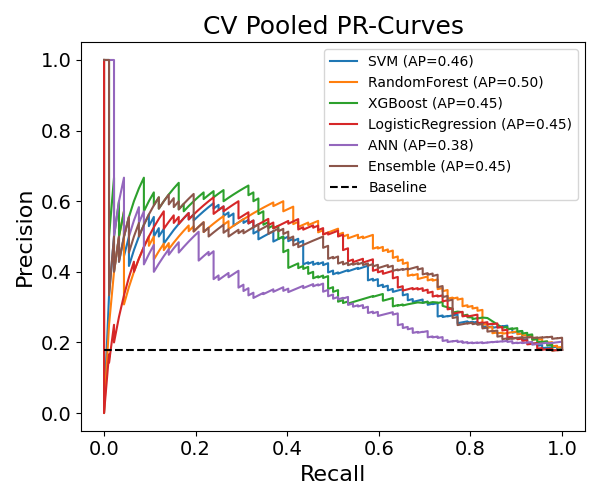 CV Pooled PR-Curves
Precision
1.0
0.8
0.6
0.4
0.2
0.0
SVM (AP=0.46)
RandomForest (AP=0.50)
XGBoost (AP=0.45)
LogisticRegression (AP=0.45)
ANN (AP=0.38)
Ensemble (AP=0.45)
Baseline
0.0 0.2 0.4 0.6 0.8 1.0
Recall